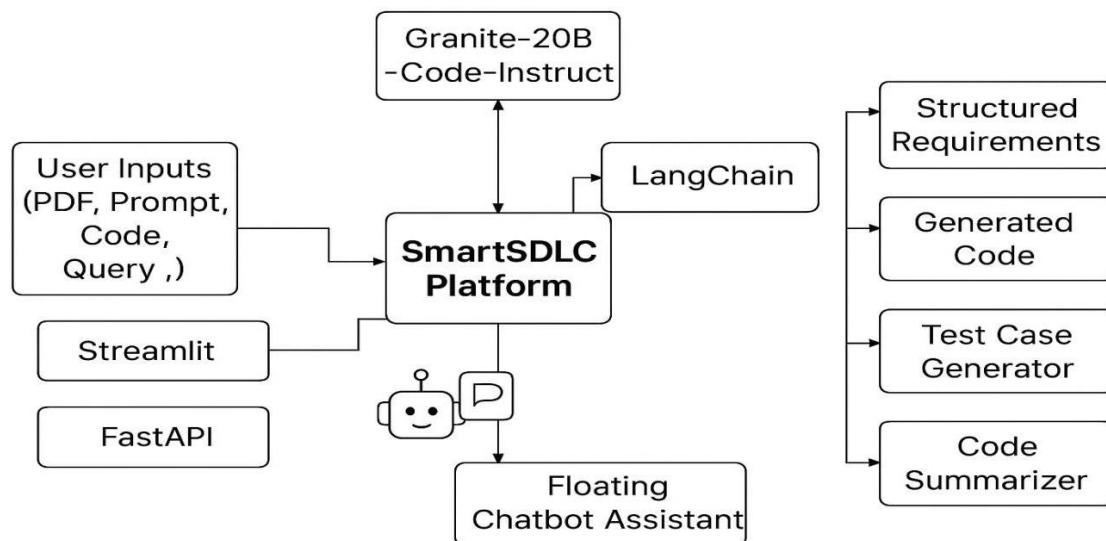 Granite-20B
-Code-Instruct
User Inputs
(PDF, Prompt,
Code,
Query ,)
LangChain
SmartSDLC
Platform
Streamlit
FastAPI
Floating
Chatbot Assistant
Structured
Requirements
Generated
Code
Test Case
Generator
Code
Summarizer